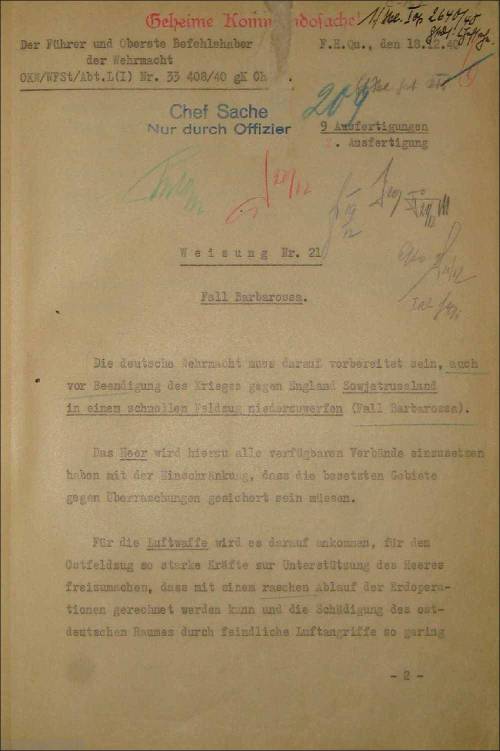 Geheime Kommandosache
Der Führer und Oberste Befehlshaber
der Wehrmacht
OKW/WFSt/Abt.L(I) Nr. 33 408/40 gK Ch
F.H.Qu., den 18.12.40
2640/40
209
Chef Sache
Nur durch Offizier
9 Ausfertigungen
. Ausfertigung
Weisung Nr. 21
Fall Barbarossa.
Die deutsche Wehrmacht muss darauf vorbereitet sein, auch
vor Beendigung des Krieges gegen England Sowjetrussland
in einem schnellen Feldzug niederzuwerfen (Fall Barbarossa).
Das Heer wird hierzu alle verfügbaren Verbände einzusetzen
haben mit der Einschränkung, dass die besetzten Gebiete
gegen Überraschungen gesichert sein müssen.
Für die Luftwaffe wird es darauf ankommen, für den
Ostfeldzug so starke Kräfte zur Unterstützung des Heeres
freizumachen, dass mit einem raschen Ablauf der Erdopera-
tionen gerechnet werden kann und die Schädigung des ost-
deutschen Raumes durch feindliche Luftangriffe so gering
- 2 -